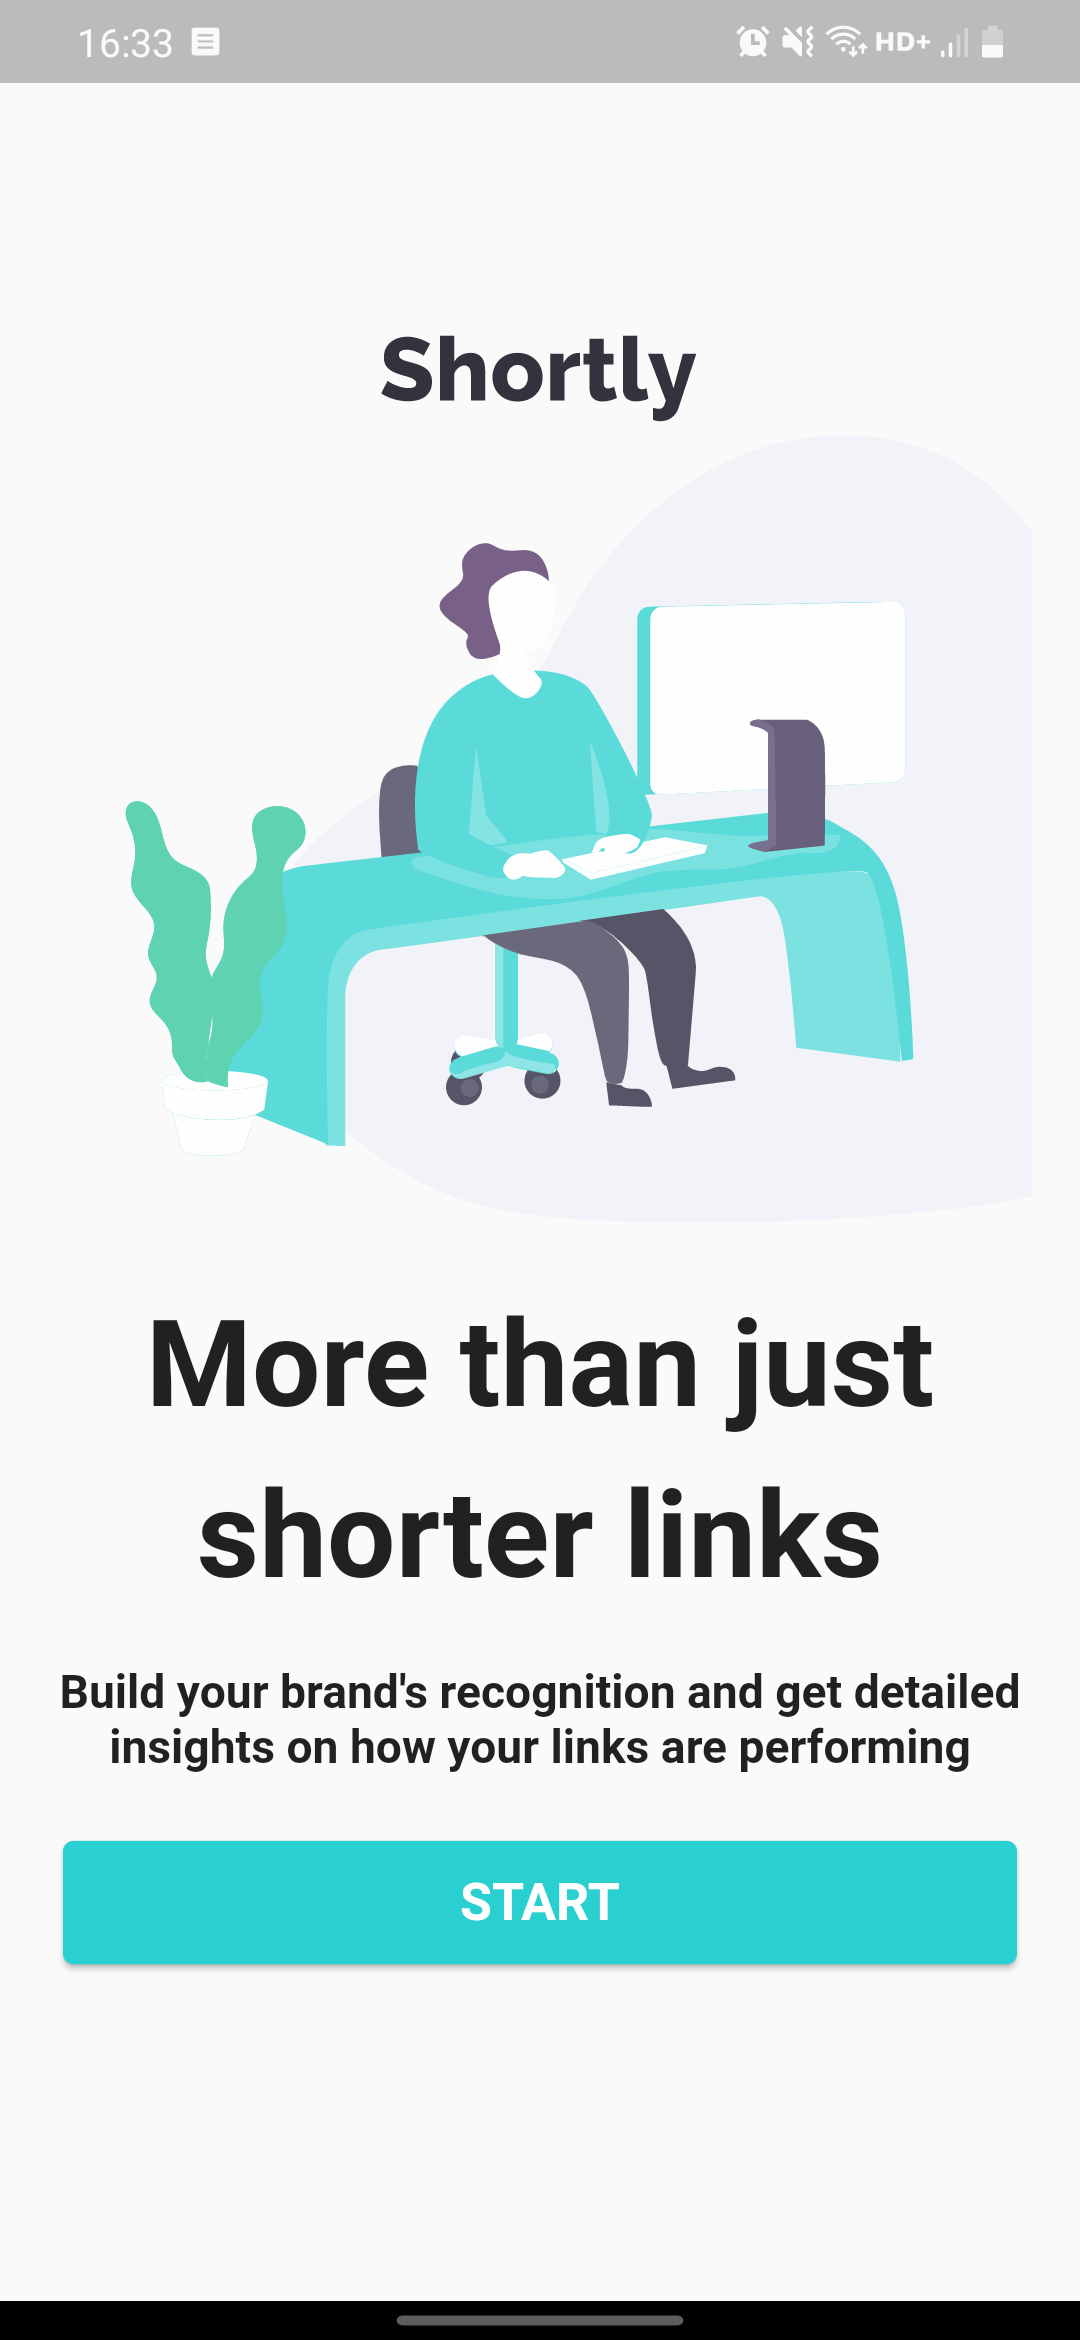 16:33 HD+
Shortly
More than just
shorter links
Build your brand's recognition and get detailed
insights on how your links are performing
START